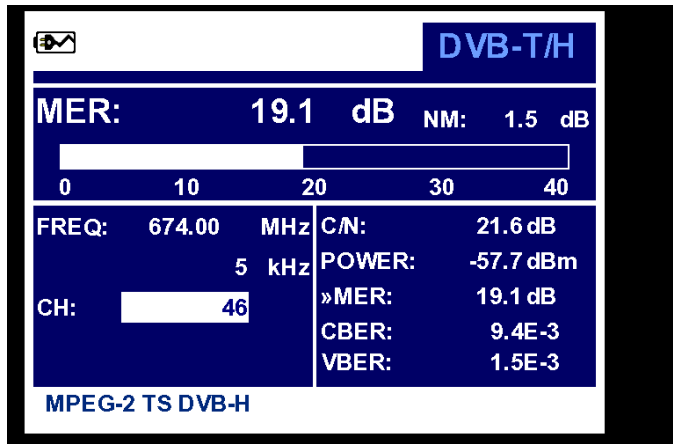 DVB-T/H
MER: 19.1 dB NM: 1.5 dB
0 10 20 30 40
FREQ: 674.00 MHz
5 kHz
CH: 46
C/N: 21.6 dB
POWER: -57.7 dBm
»MER: 19.1 dB
CBER: 9.4E-3
VBER: 1.5E-3
MPEG-2 TS DVB-H